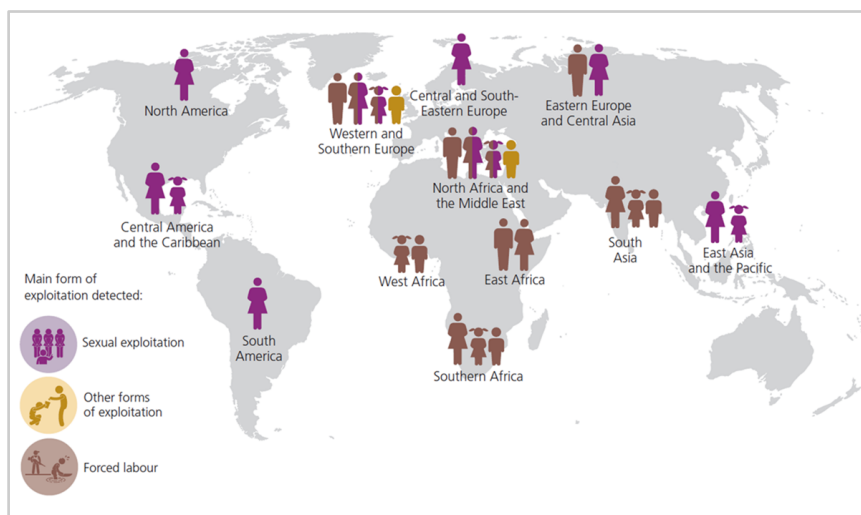 North America
Central and South-
Eastern Europe
Eastern Europe
and Central Asia
Western and
Southern Europe
North Africa and
the Middle East
Central America
and the Caribbean
South
Asia
East Asia
and the Pacific
West Africa
East Africa
South
America
Southern Africa
Main form of
exploitation detected:
Sexual exploitation
Other forms
of exploitation
Forced labour